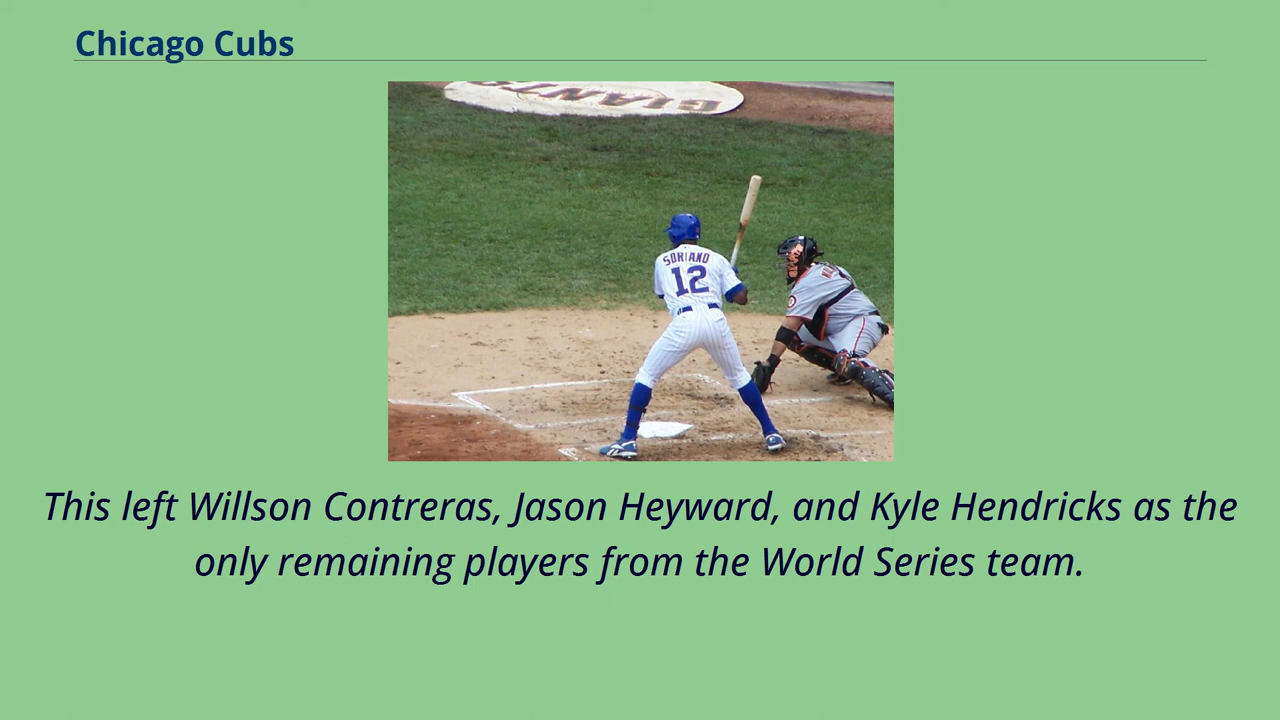 Chicago Cubs
GIANTS
SORIANO
12
This left Willson Contreras, Jason Heyward, and Kyle Hendricks as the
only remaining players from the World Series team.